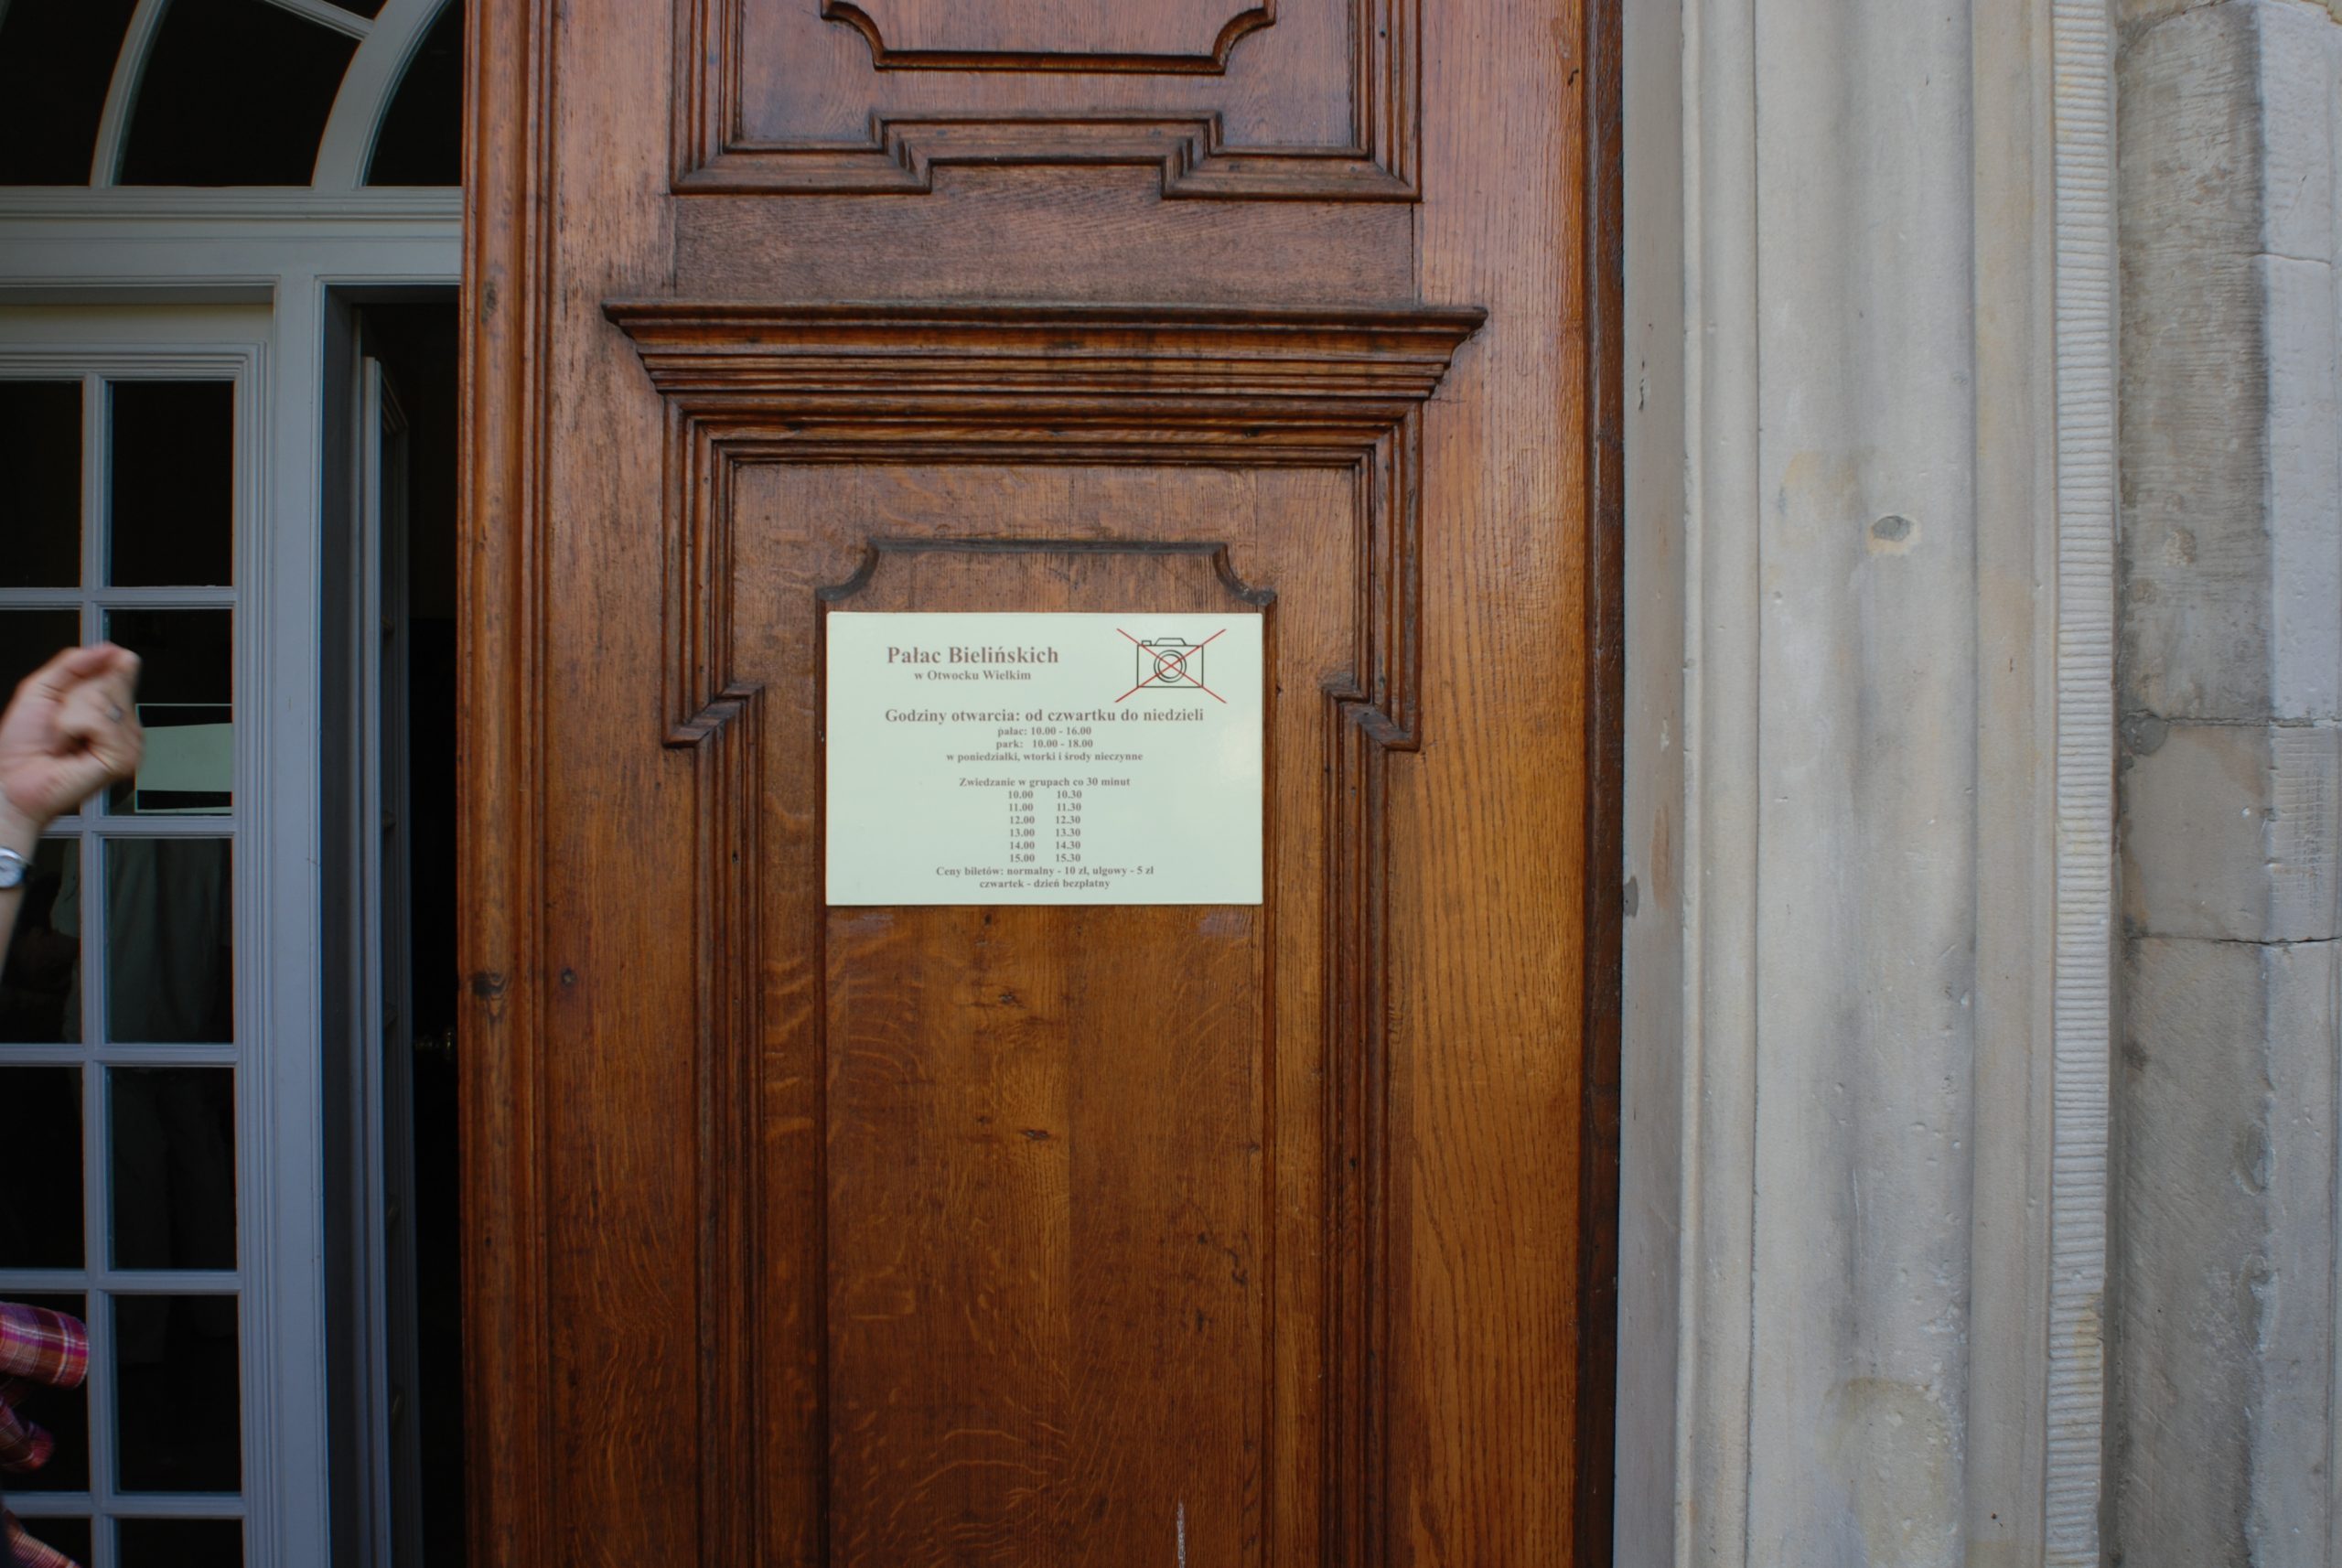 Pałac Bielińskich
w Otwocku Wielkim
Godziny otwarcia: od czwartku do niedzieli
pałac: 10.00 - 16.00
park: 10.00 - 18.00
w poniedziałki, wtorki i środy nieczynne
Zwiedzanie w grupach co 30 minut
10.00 10.30
11.00 11.30
12.00 12.30
13.00 13.30
14.00 14.30
15.00 15.30
Ceny biletów: normalny - 10 zł, ulgowy - 5 zł
czwartek - dzień bezpłatny